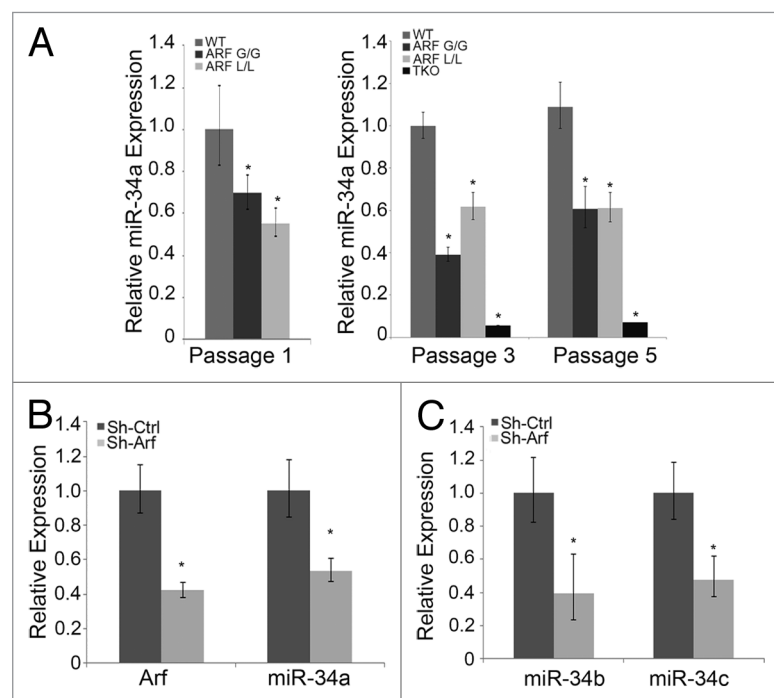 A
Relative miR-34a Expression
1.4
1.2
1.0
0.8
0.6
0.4
0.2
0
WT
ARF G/G
ARF L/L
*
*
Passage 1
Relative miR-34a Expression
1.4
1.2
1.0
0.8
0.6
0.4
0.2
0
WT
ARF G/G
ARF L/L
TKO
*
*
*
*
*
*
Passage 3
Passage 5
B
Relative Expression
1.4
1.2
1.0
0.8
0.6
0.4
0.2
0
Sh-Ctrl
Sh-Arf
*
*
Arf
miR-34a
C
Relative Expression
1.4
1.2
1.0
0.8
0.6
0.4
0.2
0
Sh-Ctrl
Sh-Arf
*
*
miR-34b
miR-34c